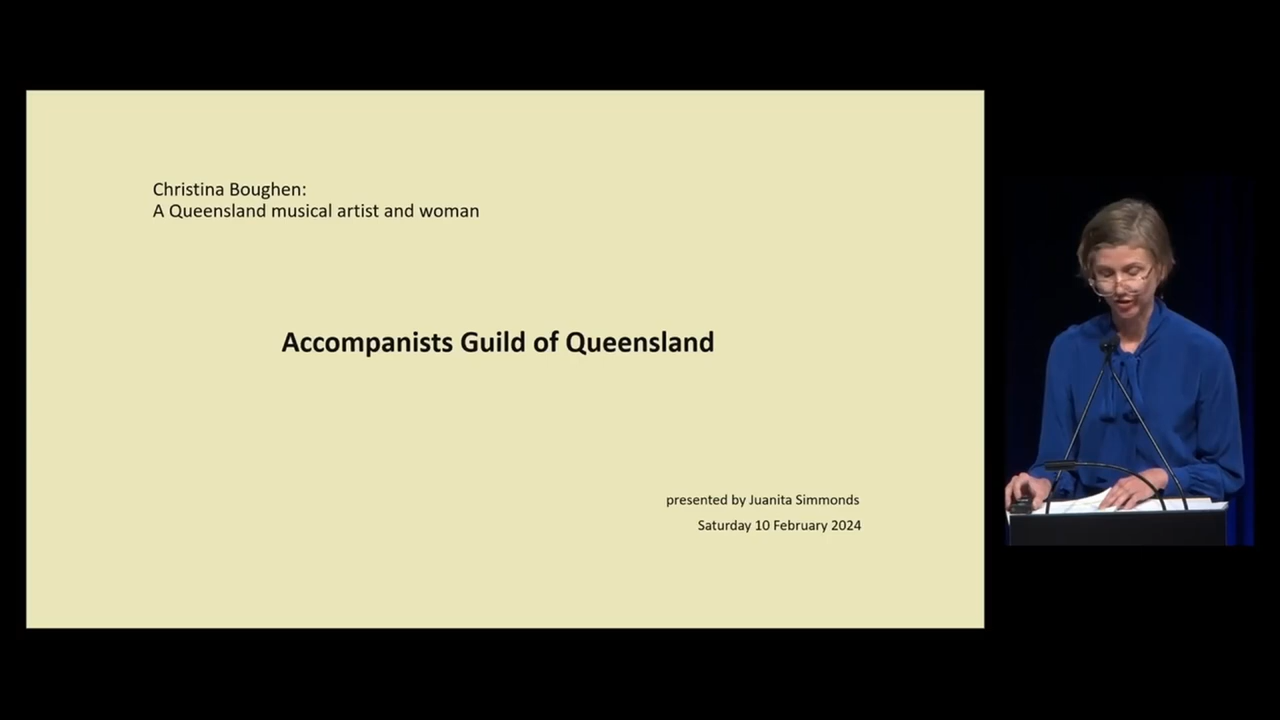 Christina Boughen:
A Queensland musical artist and woman
Accompanists Guild of Queensland
presented by Juanita Simmonds
Saturday 10 February 2024